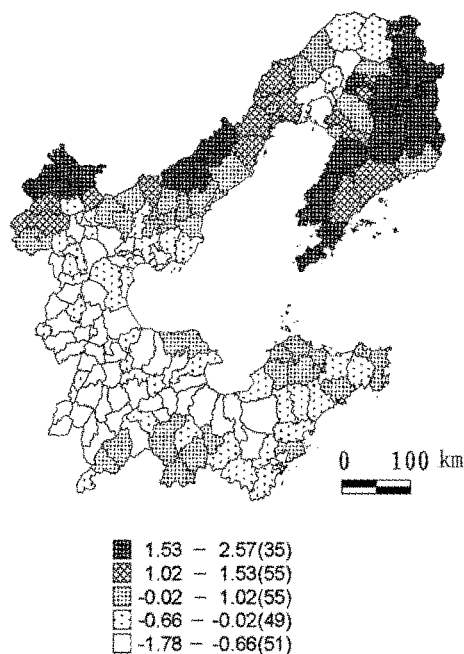 0 100 km
1.53 - 2.57(35)
1.02 - 1.53(55)
-0.02 - 1.02(55)
-0.66 - -0.02(49)
-1.78 - -0.66(51)